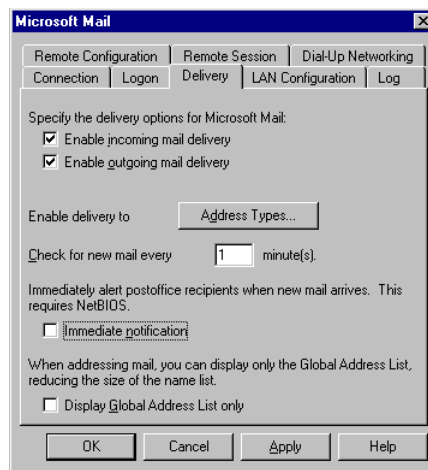 Microsoft Mail
Remote Configuration Remote Session Dial-Up Networking
Connection Logon Delivery LAN Configuration Log
Specify the delivery options for Microsoft Mail:
Enable incoming mail delivery
Enable outgoing mail delivery
Enable delivery to Address Types...
Check for new mail every 1 minute(s).
Immediately alert postoffice recipients when new mail arrives. This
requires NetBIOS.
Immediate notification
When addressing mail, you can display only the Global Address List,
reducing the size of the name list.
Display Global Address List only
OK Cancel Apply Help